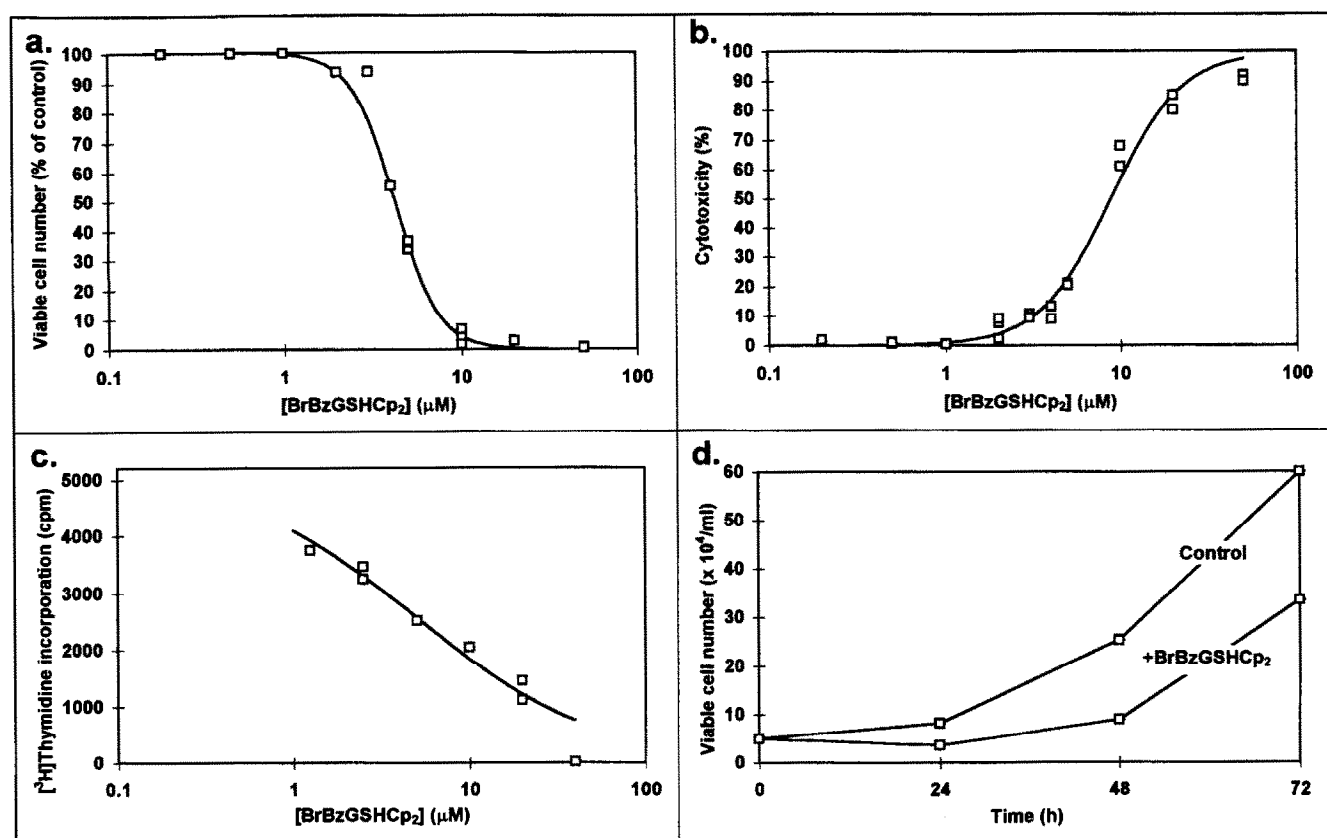 a.
Viable cell number (% of control)
100
90
80
70
60
50
40
30
20
10
0
0.1 1 10 100
[BrBzGSHCp₂] (μM)
b.
Cytotoxicity (%)
100
90
80
70
60
50
40
30
20
10
0
0.1 1 10 100
[BrBzGSHCp₂] (μM)
c.
[³H]Thymidine incorporation (cpm)
5000
4000
3000
2000
1000
0
0.1 1 10 100
[BrBzGSHCp₂] (μM)
d.
Viable cell number (x 10⁴/ml)
60
50
40
30
20
10
0
Control
+BrBzGSHCp₂
0 24 48 72
Time (h)